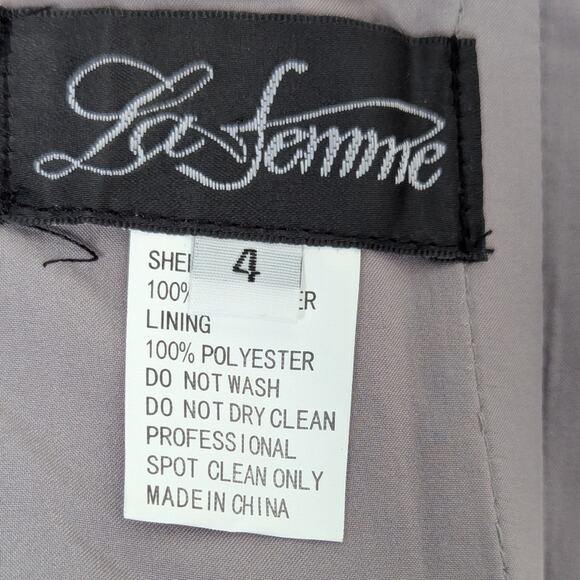 La Femme
4
100%
LINING
100% POLYESTER
DO NOT WASH
DO NOT DRY CLEAN
PROFESSIONAL
SPOT CLEAN ONLY
MADE IN CHINA